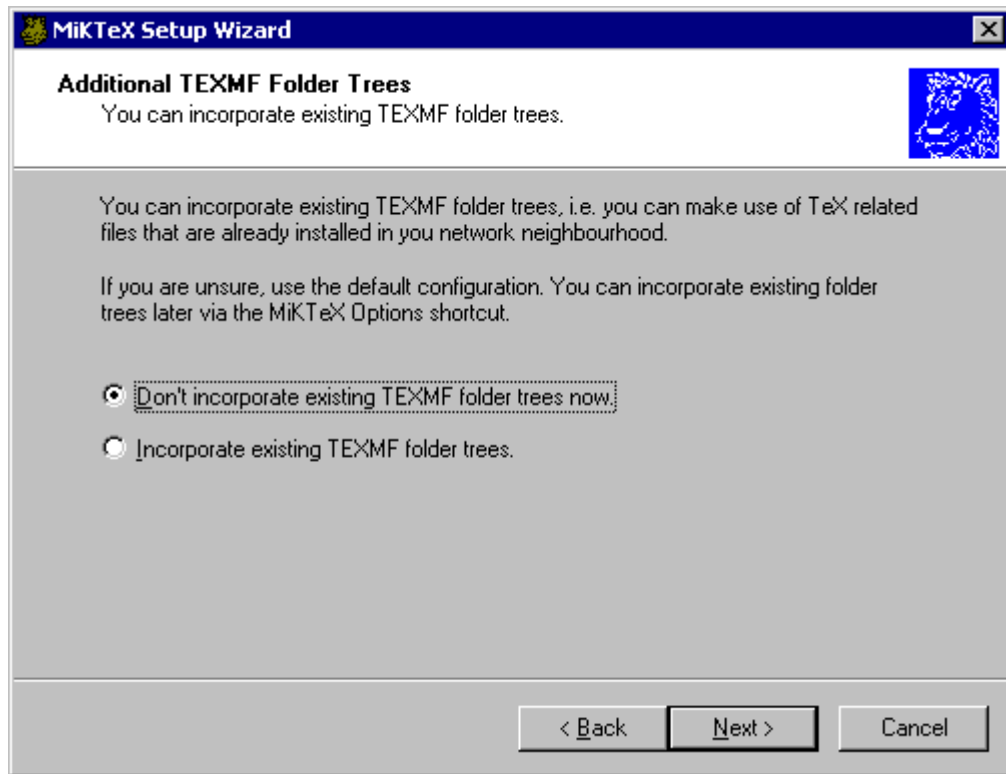 MiKTeX Setup Wizard
Additional TEXMF Folder Trees
You can incorporate existing TEXMF folder trees.
You can incorporate existing TEXMF folder trees, i.e. you can make use of TeX related
files that are already installed in you network neighbourhood.
If you are unsure, use the default configuration. You can incorporate existing folder
trees later via the MiKTeX Options shortcut.
Don't incorporate existing TEXMF folder trees now.
Incorporate existing TEXMF folder trees.
< Back Next > Cancel